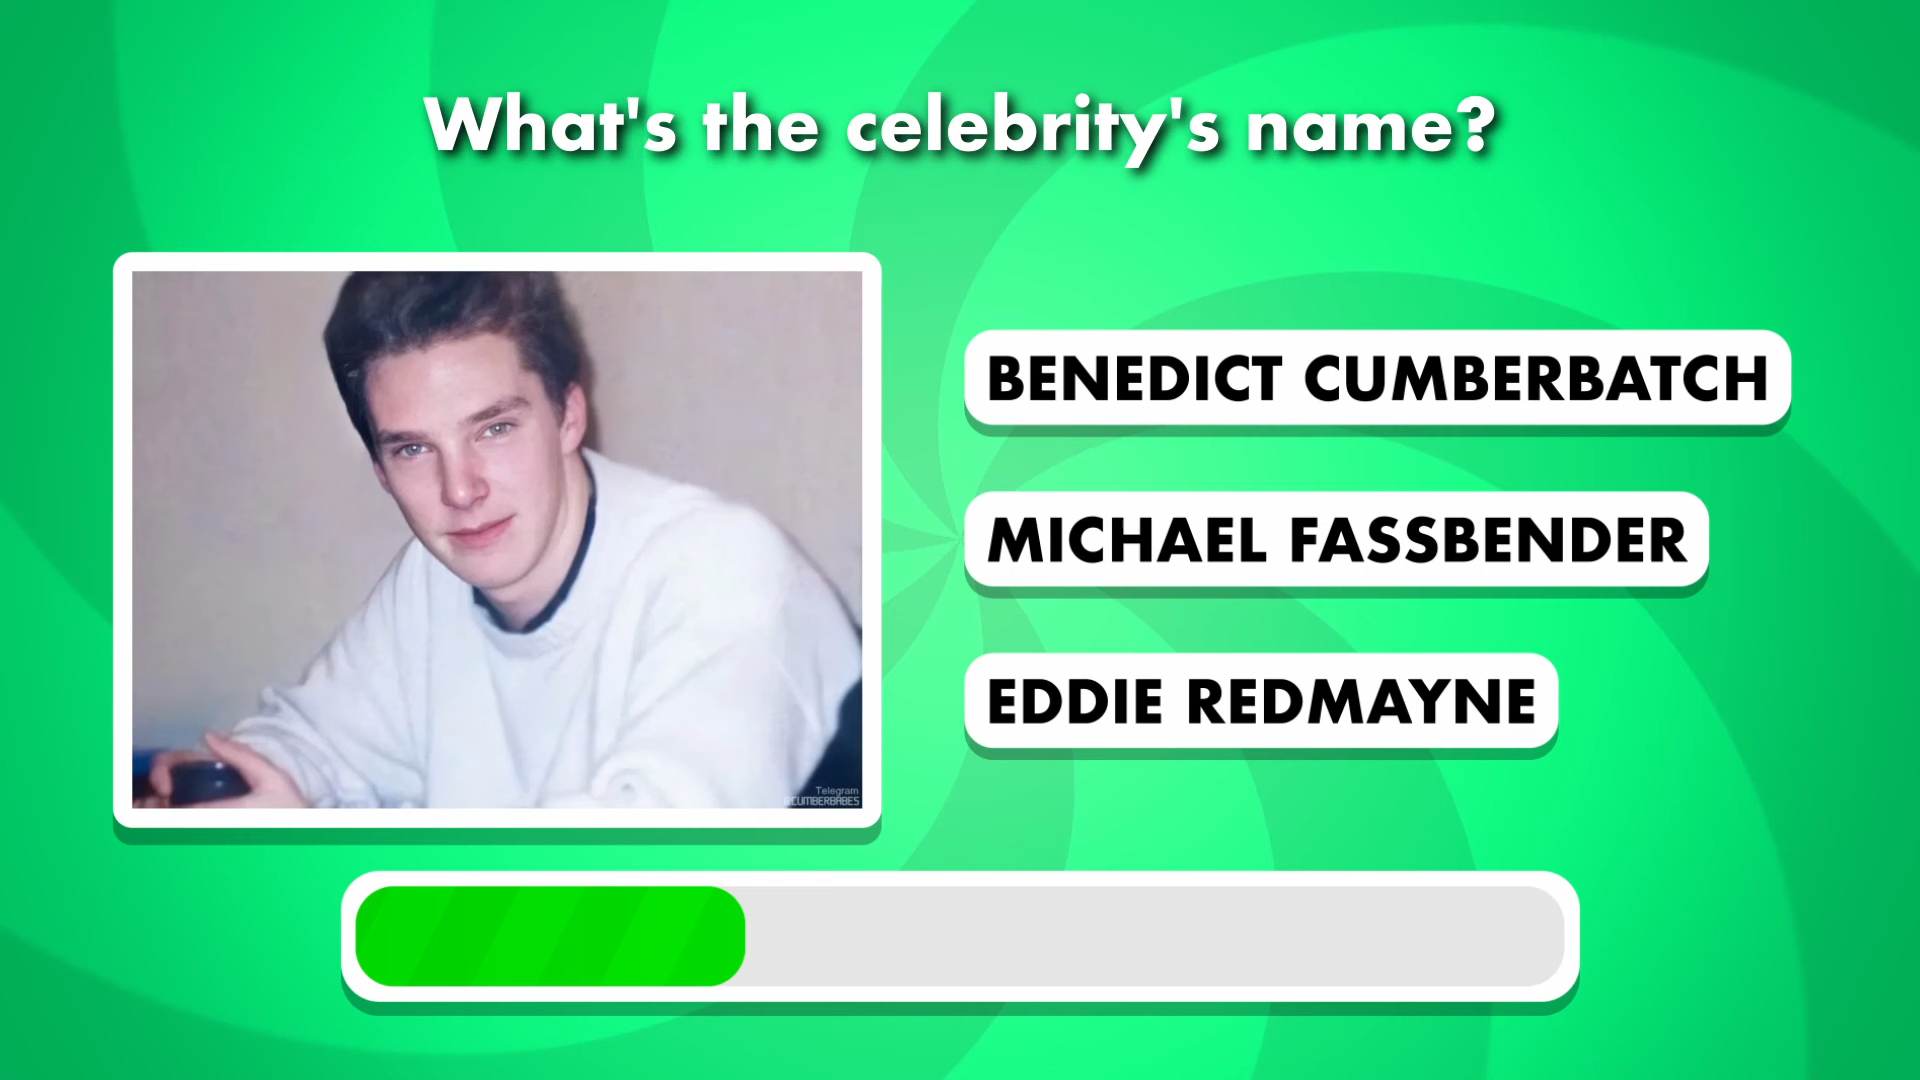 What's the celebrity's name?
BENEDICT CUMBERBATCH
MICHAEL FASSBENDER
EDDIE REDMAYNE
Telegram
@CUMBERBABES